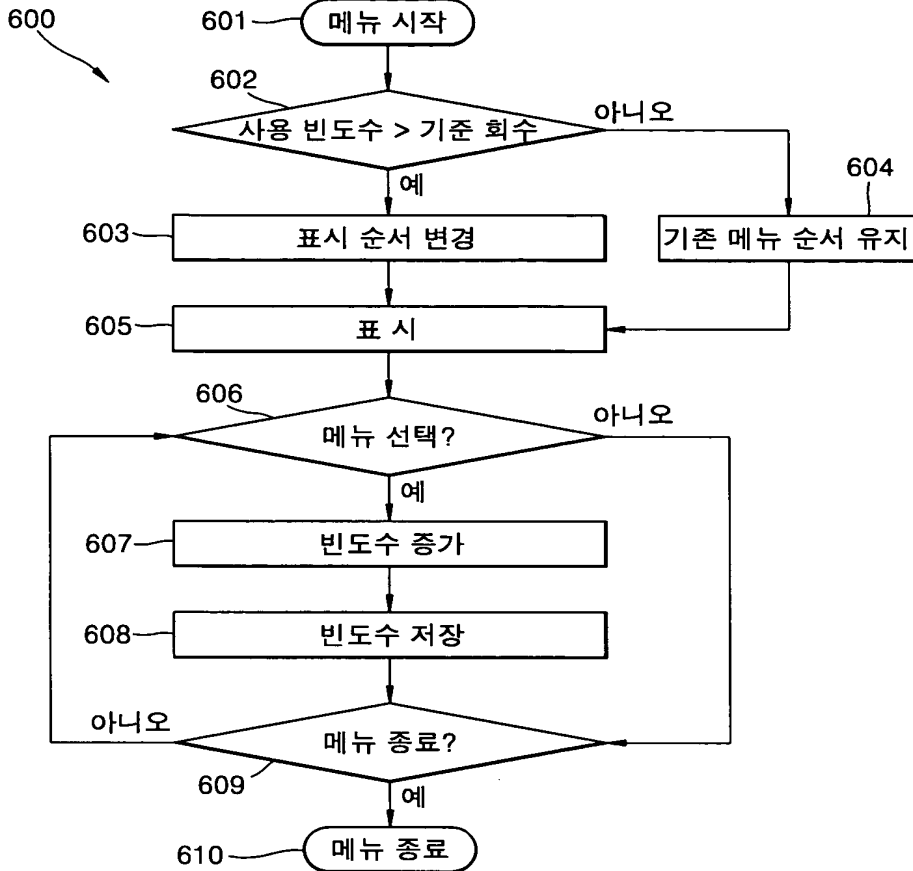 600
601
메뉴 시작
602
사용 빈도수 > 기준 회수
아니오
예
604
603
표시 순서 변경
기존 메뉴 순서 유지
605
표 시
606
메뉴 선택?
아니오
예
607
빈도수 증가
608
빈도수 저장
아니오
메뉴 종료?
609
예
610
메뉴 종료